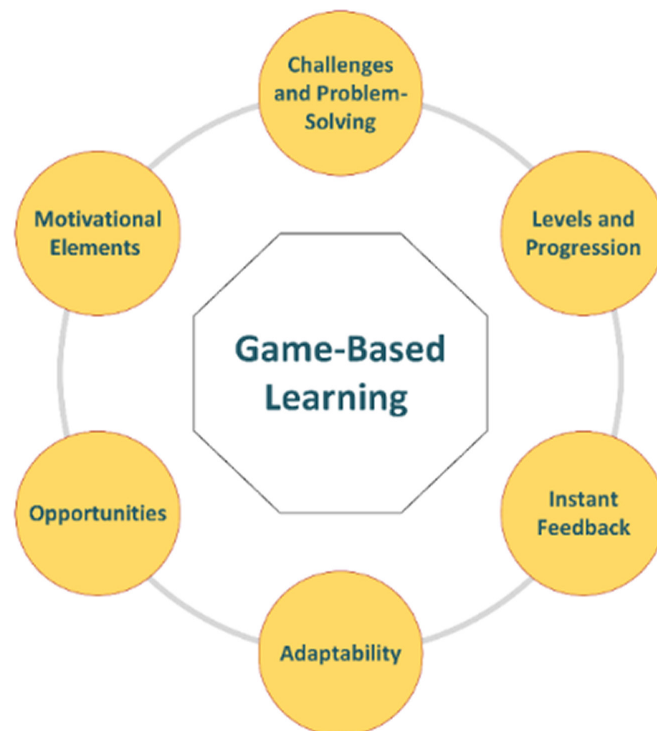 Challenges
and Problem-
Solving
Motivational
Elements
Levels and
Progression
Game-Based
Learning
Opportunities
Instant
Feedback
Adaptability